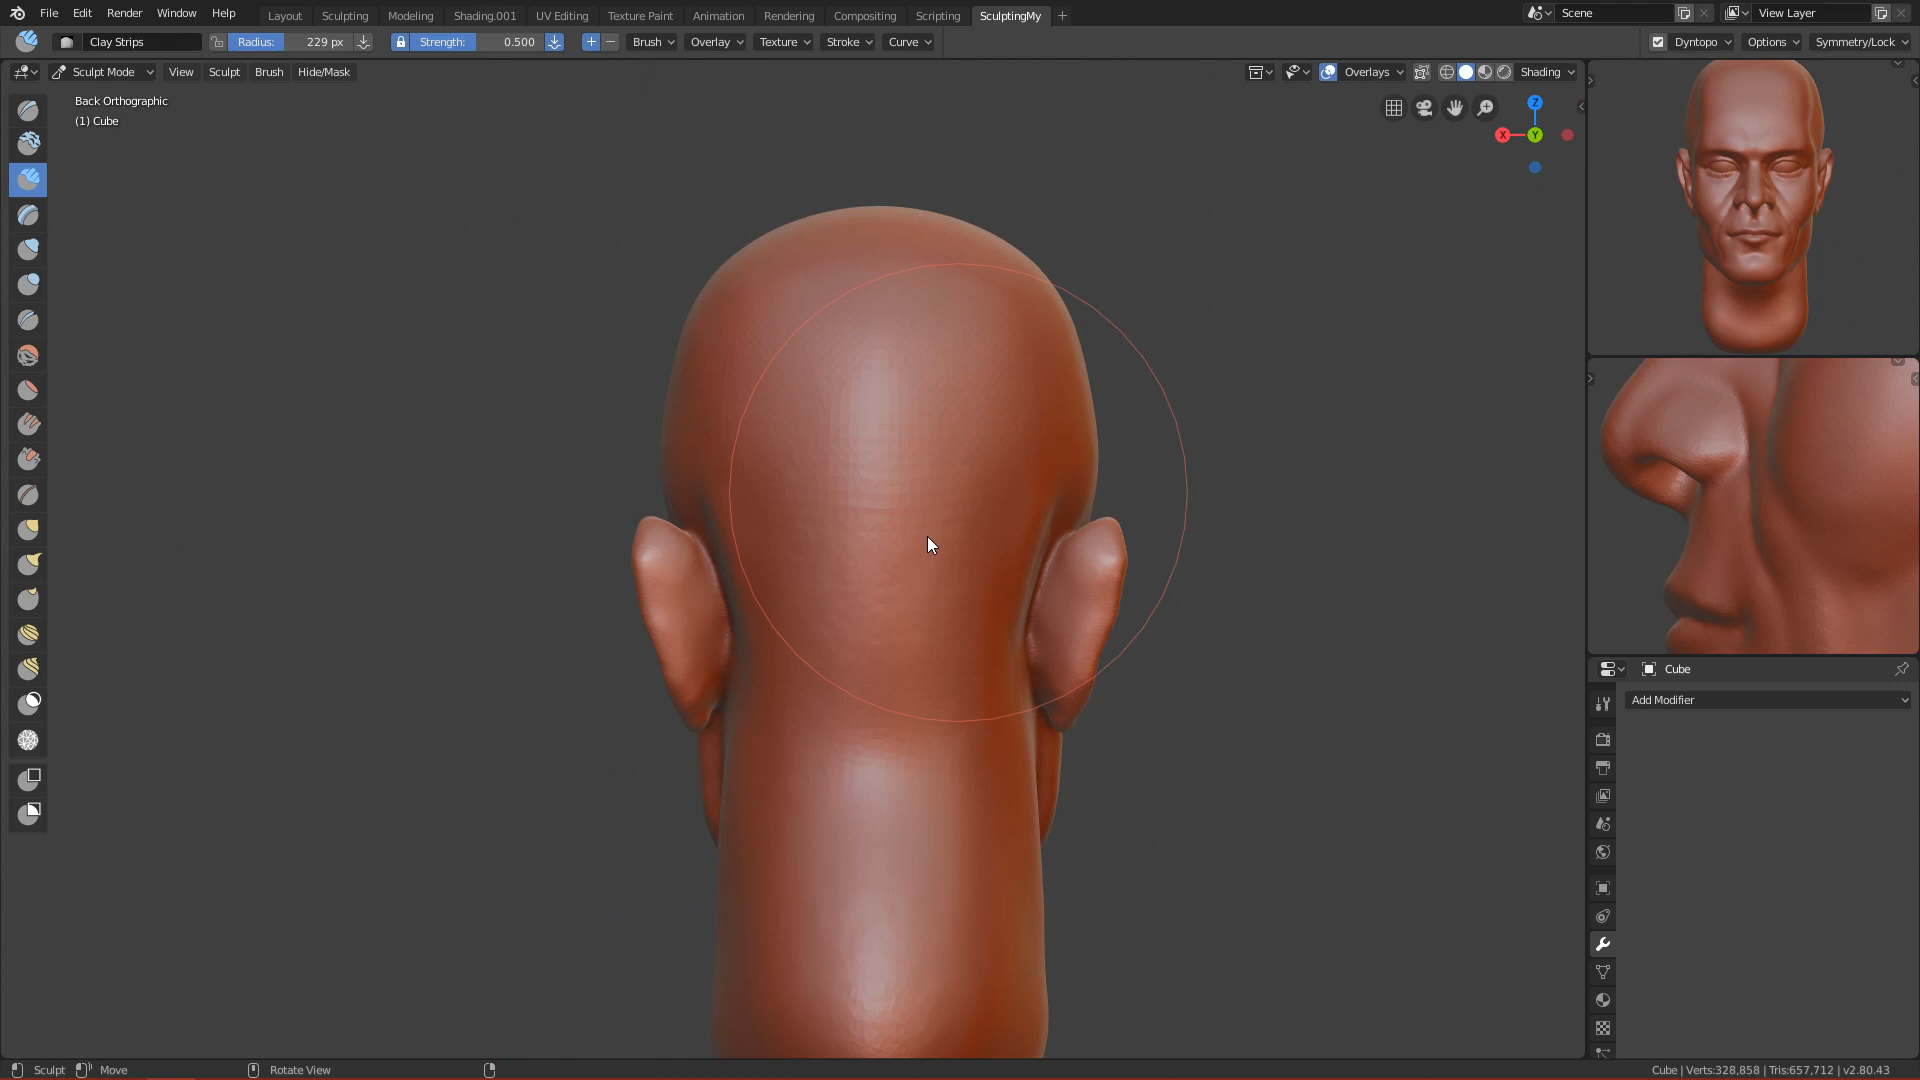 File Edit Render Window Help Layout Sculpting Modeling Shading.001 UV Editing Texture Paint Animation Rendering Compositing Scripting SculptingMy + Scene View Layer
Clay Strips Radius: 229 px Strength: 0.500 + − Brush Overlay Texture Stroke Curve Dyntopo Options Symmetry/Lock
Sculpt Mode View Sculpt Brush Hide/Mask Overlays Shading
Back Orthographic
(1) Cube
Z
X Y
Cube
Add Modifier
Sculpt Move Rotate View Cube | Verts:328,858 | Tris:657,712 | v2.80.43